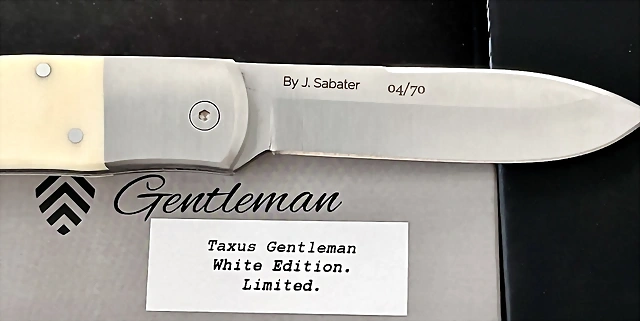 By J. Sabater 04/70
Gentleman
Taxus Gentleman
White Edition.
Limited.